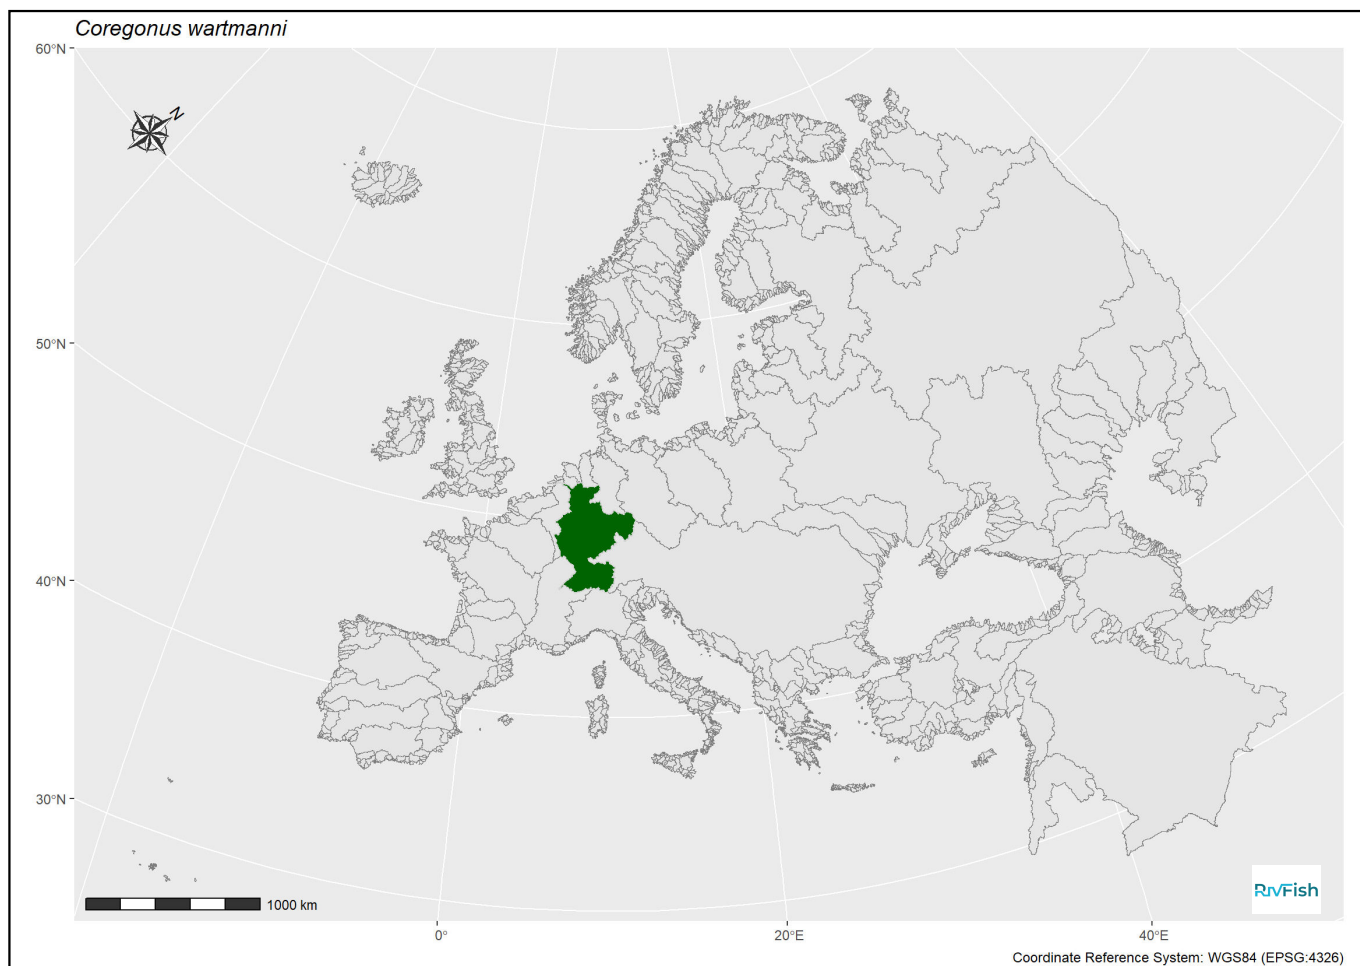 Coregonus wartmanni
60°N
N
50°N
40°N
30°N
1000 km
RIVFish
0°
20°E
40°E
Coordinate Reference System: WGS84 (EPSG:4326)